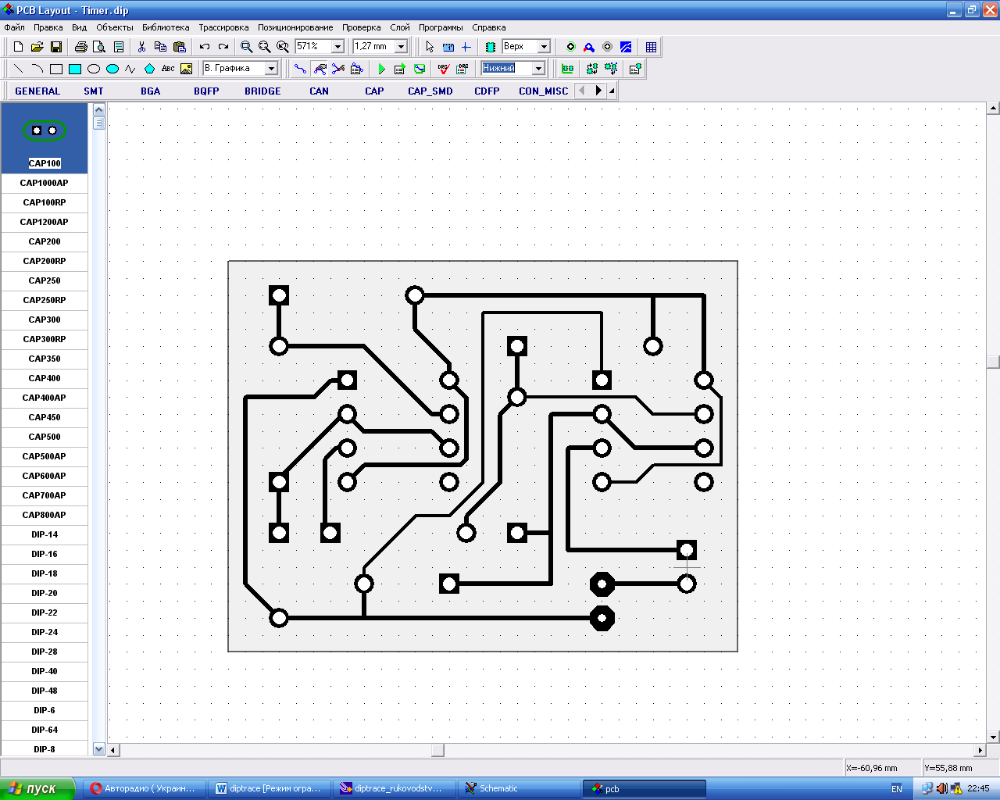 PCB Layout - Timer.dip
Файл Правка Вид Объекты Библиотека Трассировка Позиционирование Проверка Слой Программы Справка
571% 1,27 mm Верх
Abc В. Графика DRC DRC Нижний
GENERAL SMT BGA BQFP BRIDGE CAN CAP CAP_SMD CDFP CON_MISC
CAP100
CAP1000AP
CAP100RP
CAP1200AP
CAP200
CAP200RP
CAP250
CAP250RP
CAP300
CAP300RP
CAP350
CAP400
CAP400AP
CAP450
CAP500
CAP500AP
CAP600AP
CAP700AP
CAP800AP
DIP-14
DIP-16
DIP-18
DIP-20
DIP-22
DIP-24
DIP-28
DIP-40
DIP-48
DIP-6
DIP-64
DIP-8
X=-60,96 mm Y=55,88 mm
пуск Авторадио ( Украин... diptrace [Режим огра... diptrace_rukovodstv... Schematic pcb EN 22:45